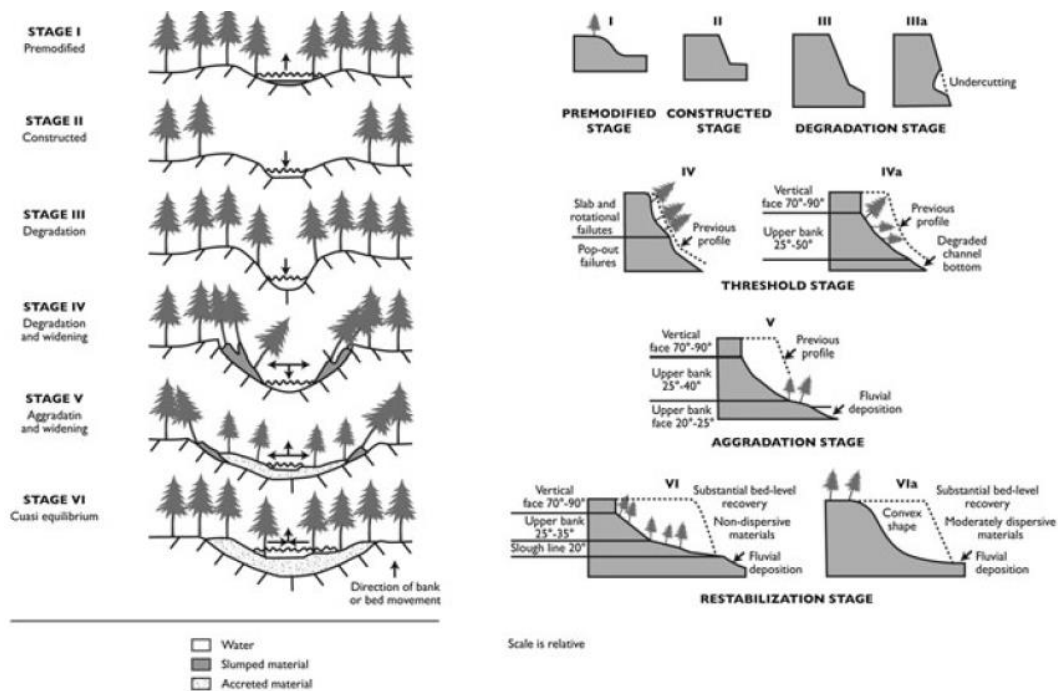 STAGE I
Premodified
STAGE II
Constructed
STAGE III
Degradation
STAGE IV
Degradation
and widening
STAGE V
Aggradatin
and widening
STAGE VI
Cuasi equilibrium
Direction of bank
or bed movement
Water
Slumped material
Accreted material
I
II
III
IIIa
Undercutting
PREMODIFIED
STAGE
CONSTRUCTED
STAGE
DEGRADATION STAGE
IV
Slab and
rotational
failutes
Pop-out
failures
Previous
profile
IVa
Vertical
face 70°-90°
Upper bank
25°-50°
Previous
profile
Degraded
channel
bottom
THRESHOLD STAGE
V
Vertical
face 70°-90°
Upper bank
25°-40°
Upper bank
face 20°-25°
Previous
profile
Fluvial
deposition
AGGRADATION STAGE
VI
Vertical
face 70°-90°
Upper bank
25°-35°
Slough line 20°
Substantial bed-level
recovery
Non-dispersive
materials
Fluvial
deposition
VIa
Convex
shape
Substantial bed-level
recovery
Moderately dispersive
materials
Fluvial
deposition
RESTABILIZATION STAGE
Scale is relative